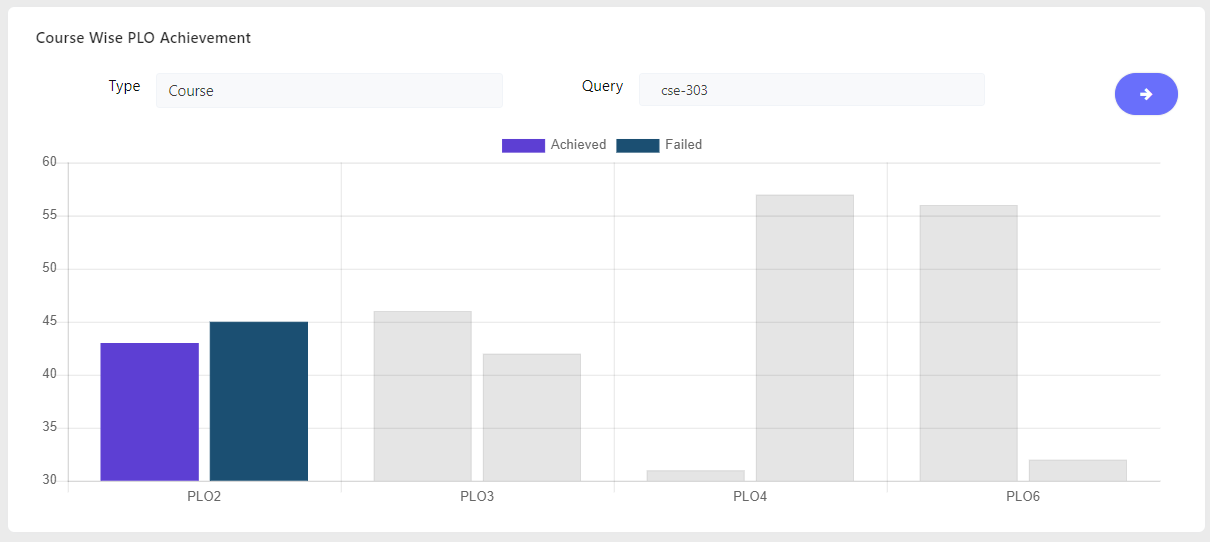 Course Wise PLO Achievement
Type Course Query cse-303
Achieved Failed
60
55
50
45
40
35
30
PLO2 PLO3 PLO4 PLO6